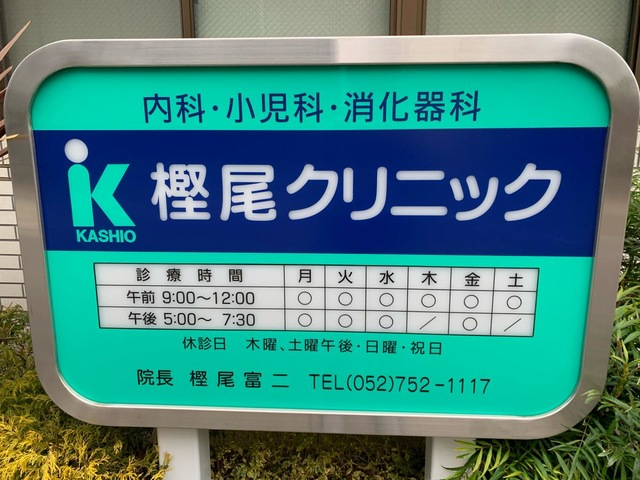 内科・小児科・消化器科
K
KASHIO
樫尾クリニック
診療時間 月 火 水 木 金 土
午前 9:00〜12:00 ○ ○ ○ ○ ○ ○
午後 5:00〜 7:30 ○ ○ ○ ／ ○ ／
休診日 木曜、土曜午後・日曜・祝日
院長 樫尾富二 TEL(052)752-1117